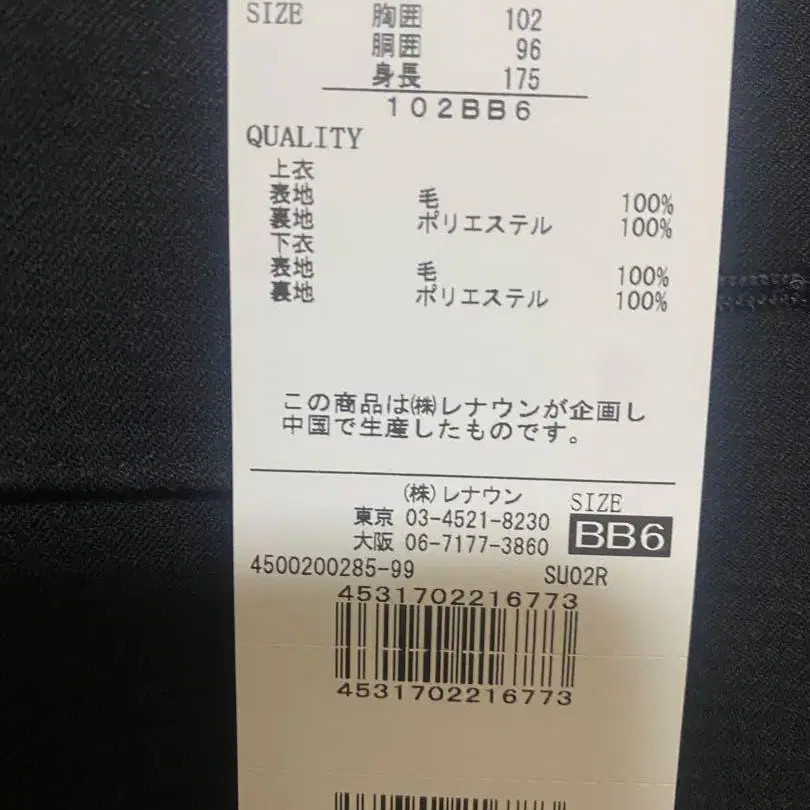 SIZE 胸囲 102
胴囲 96
身長 175
102BB6
QUALITY
上衣
表地 毛 100%
裏地 ポリエステル 100%
下衣
表地 毛 100%
裏地 ポリエステル 100%
この商品は㈱レナウンが企画し
中国で生産したものです。
(株)レナウン SIZE
東京 03-4521-8230 BB6
大阪 06-7177-3860
4500200285-99 SU02R
4531702216773
4531702216773